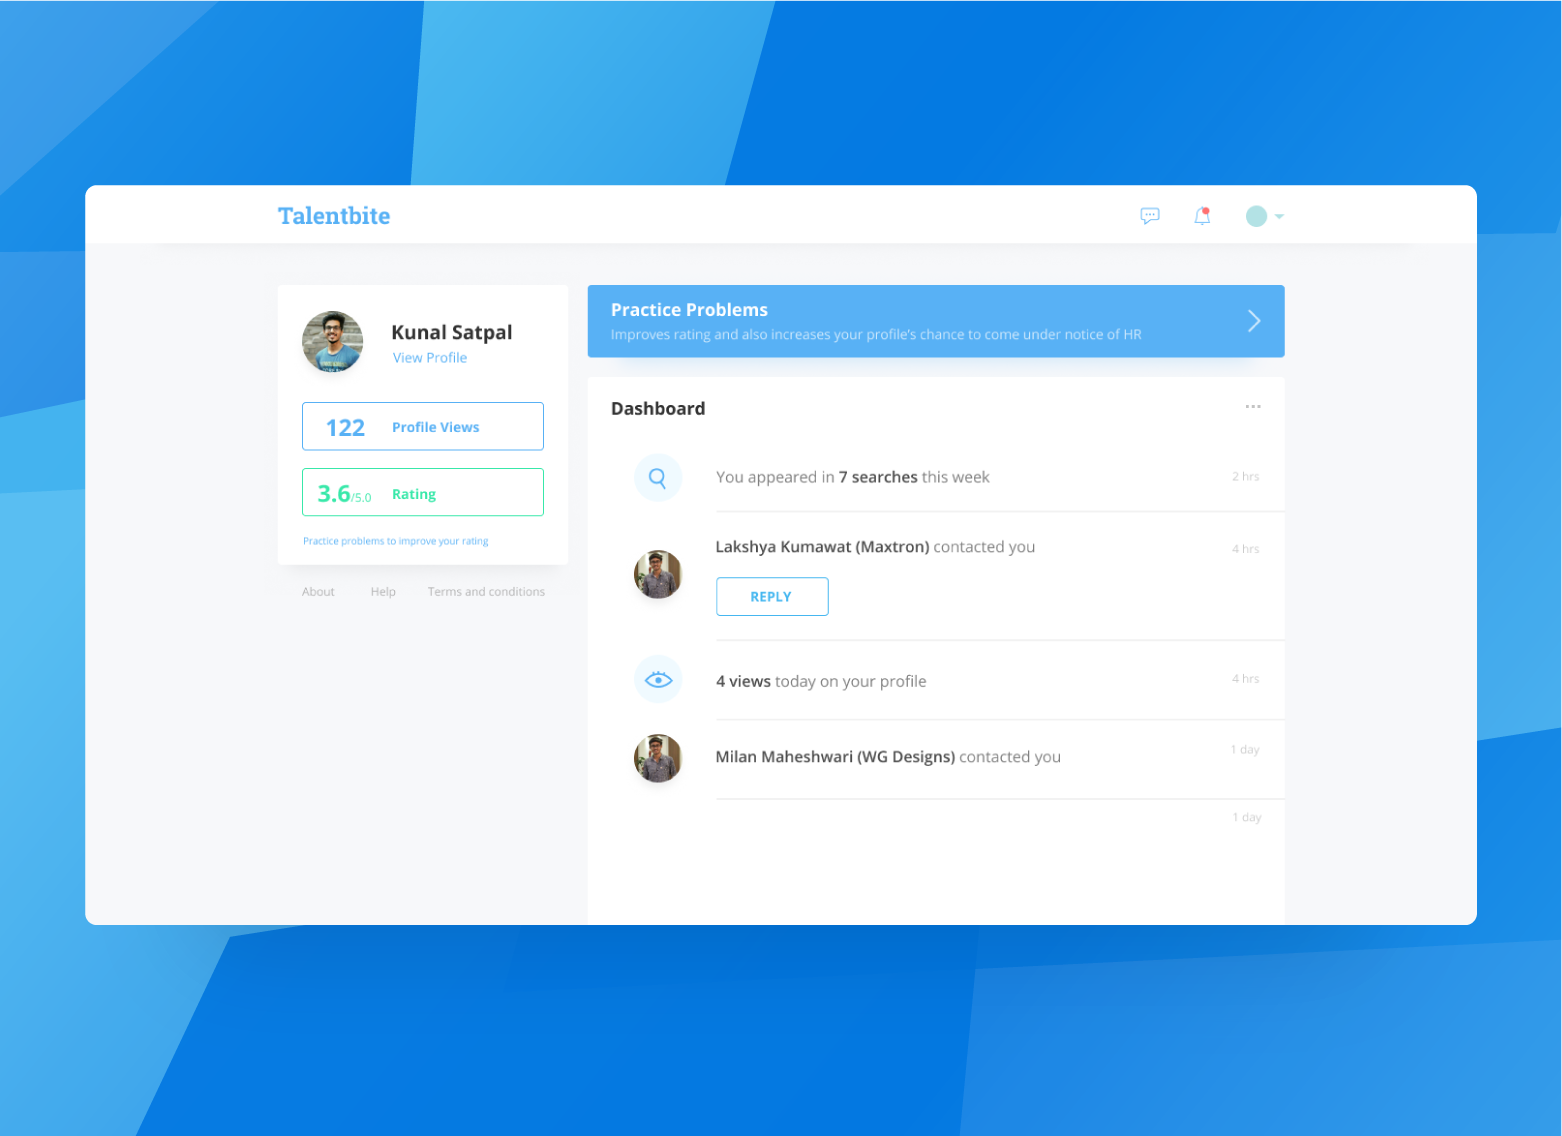 Talentbite
Kunal Satpal
View Profile
122 Profile Views
3.6/5.0 Rating
Practice problems to improve your rating
About Help Terms and conditions
Practice Problems
Improves rating and also increases your profile's chance to come under notice of HR
Dashboard
You appeared in 7 searches this week 2 hrs
Lakshya Kumawat (Maxtron) contacted you 4 hrs
REPLY
4 views today on your profile 4 hrs
Milan Maheshwari (WG Designs) contacted you 1 day
1 day